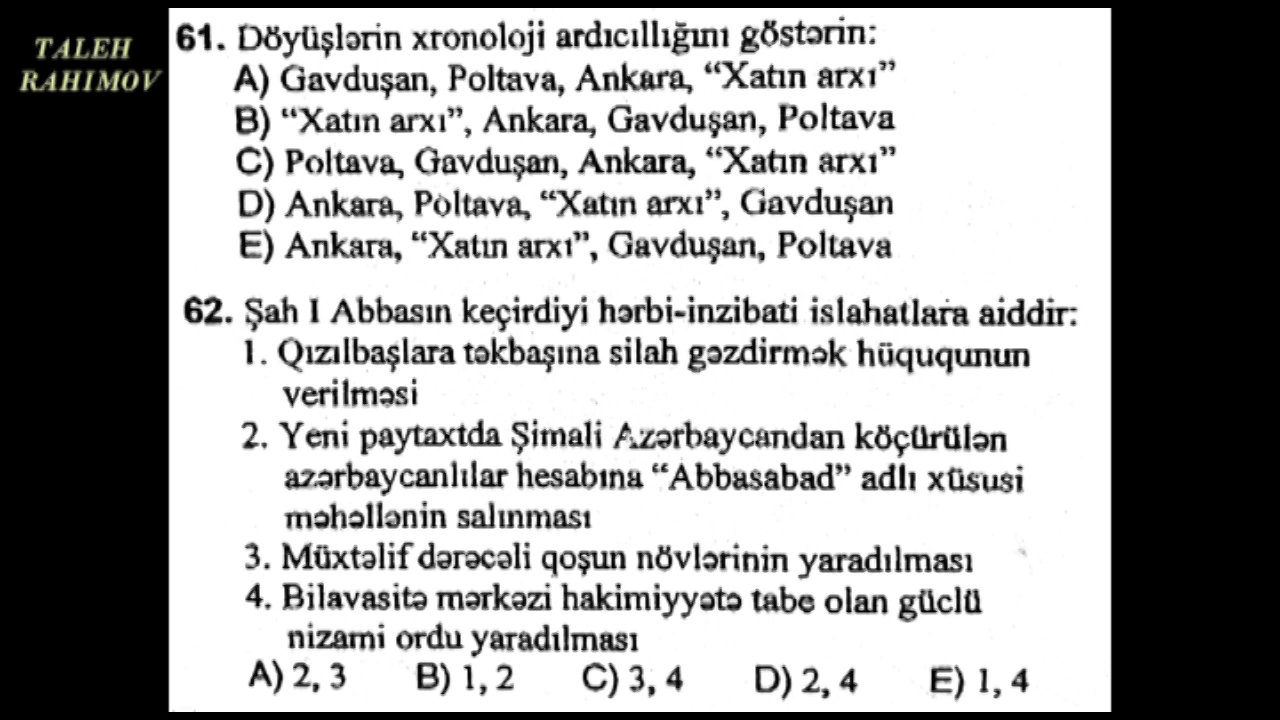 TALEH
RAHIMOV
61. Döyüşlərin xronoloji ardıcıllığını göstərin:
A) Gavduşan, Poltava, Ankara, “Xatın arxı”
B) “Xatın arxı”, Ankara, Gavduşan, Poltava
C) Poltava, Gavduşan, Ankara, “Xatın arxı”
D) Ankara, Poltava, “Xatın arxı”, Gavduşan
E) Ankara, “Xatın arxı”, Gavduşan, Poltava
62. Şah I Abbasın keçirdiyi hərbi-inzibati islahatlara aiddir:
1. Qızılbaşlara təkbaşına silah gəzdirmək hüququnun
verilməsi
2. Yeni paytaxtda Şimali Azərbaycandan köçürülən
azərbaycanlılar hesabına “Abbasabad” adlı xüsusi
məhəllənin salınması
3. Müxtəlif dərəcəli qoşun növlərinin yaradılması
4. Bilavasitə mərkəzi hakimiyyətə tabe olan güclü
nizami ordu yaradılması
A) 2, 3 B) 1, 2 C) 3, 4 D) 2, 4 E) 1, 4